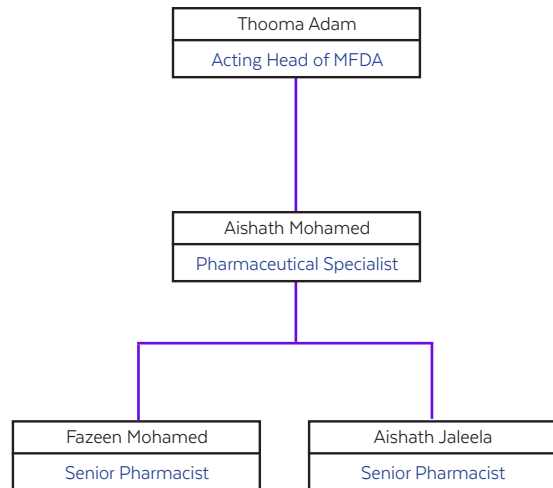 Thooma Adam
Acting Head of MFDA
Aishath Mohamed
Pharmaceutical Specialist
Fazeen Mohamed
Senior Pharmacist
Aishath Jaleela
Senior Pharmacist